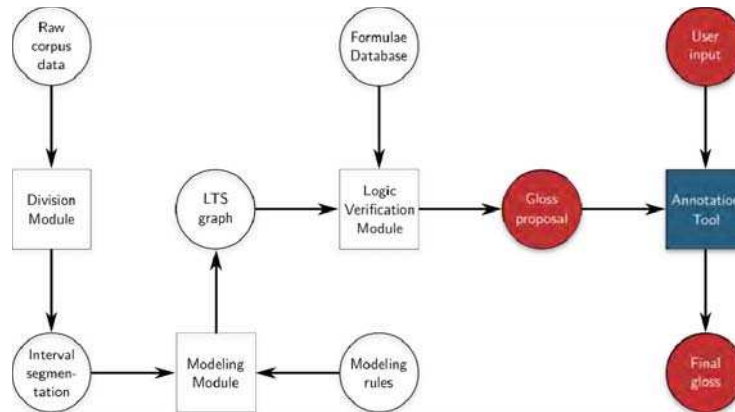 Raw
corpus
data
Formulae
Database
User
input
Division
Module
LTS
graph
Logic
Verification
Module
Gloss
proposal
Annotation
Tool
Interval
segmen-
tation
Modeling
Module
Modeling
rules
Final
gloss